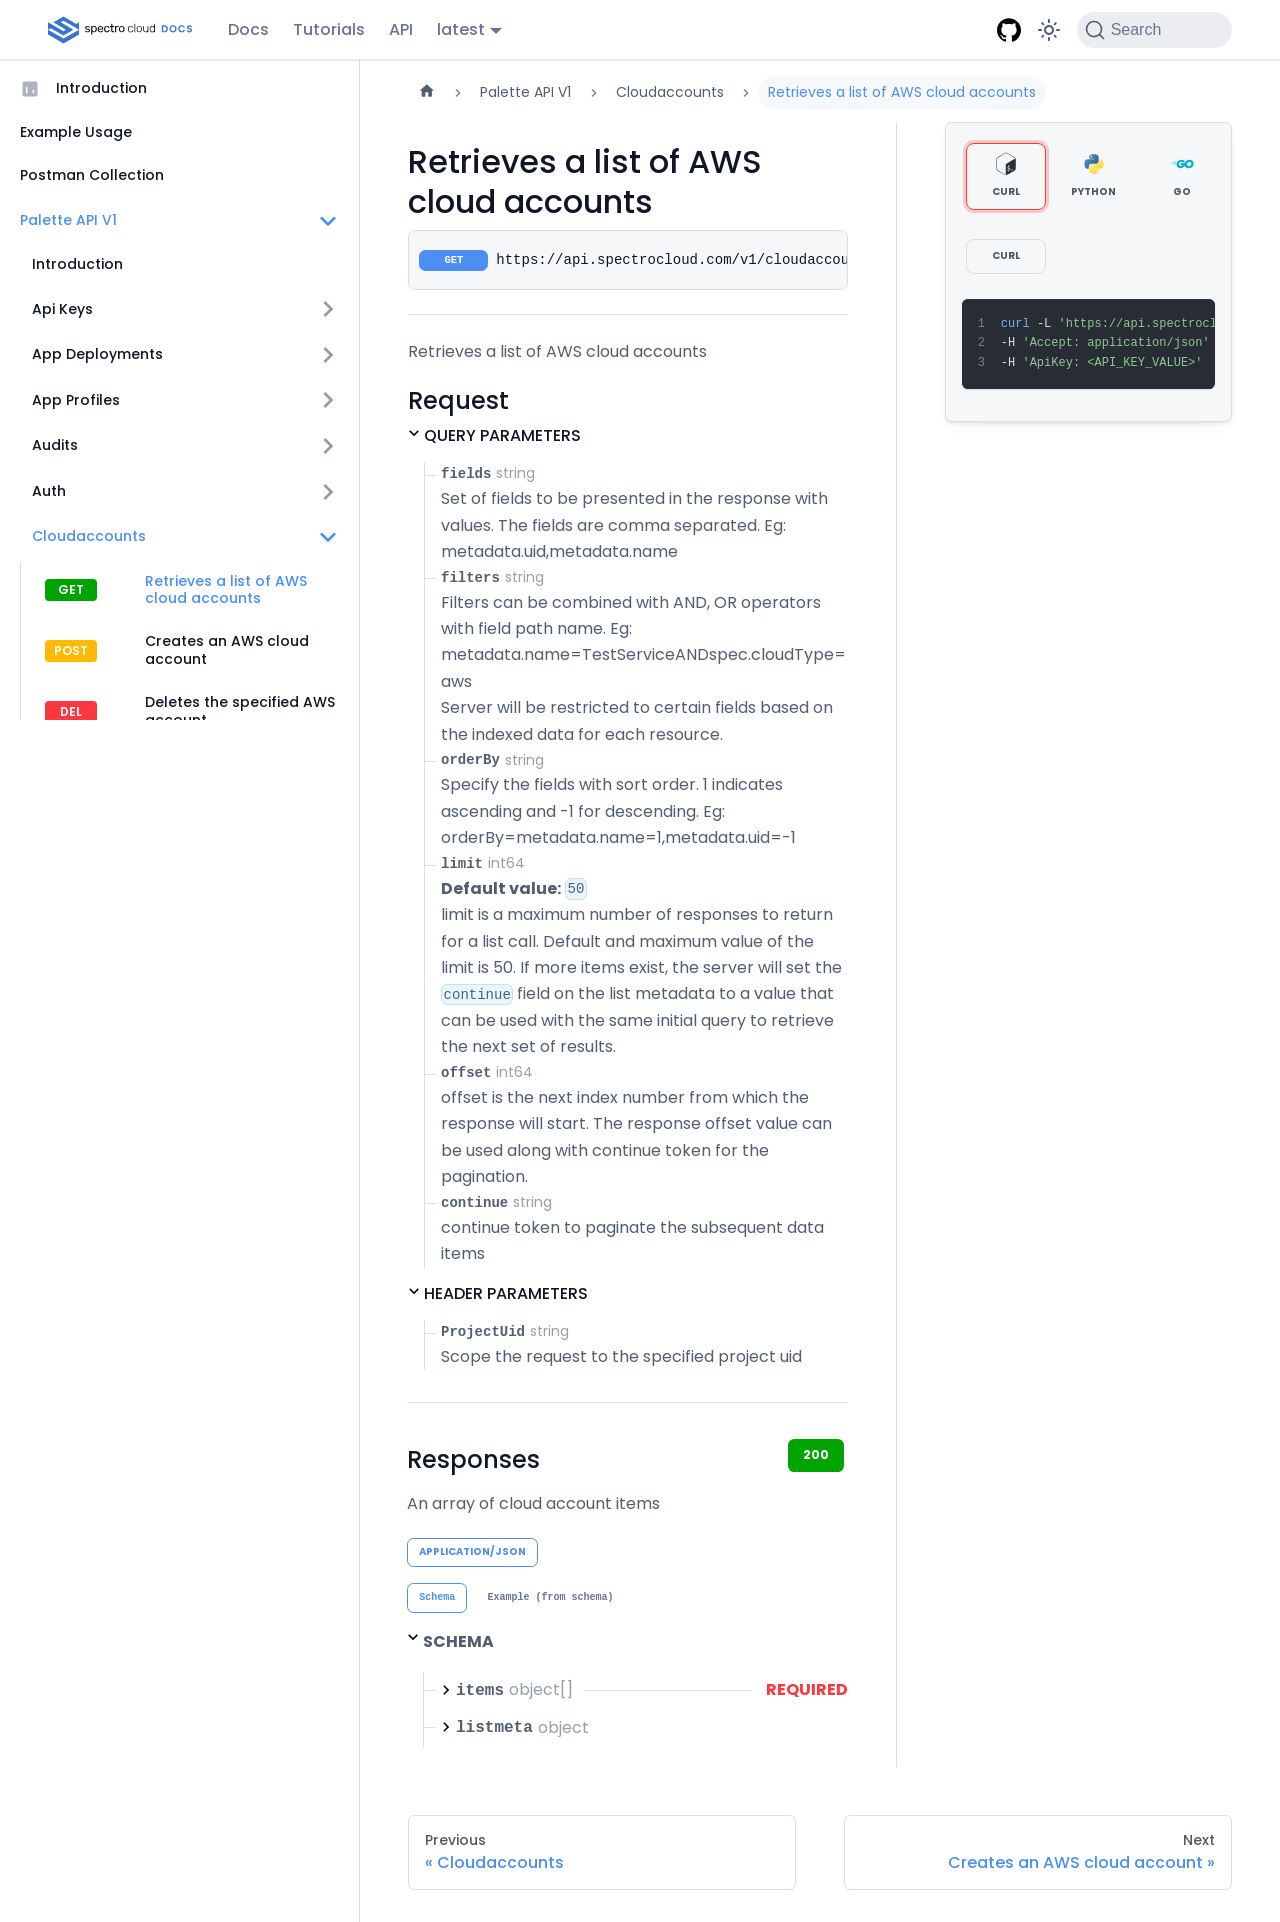 spectro cloud DOCS
Docs
Tutorials
API
latest
Search
Introduction
Example Usage
Postman Collection
Palette API V1
Introduction
Api Keys
App Deployments
App Profiles
Audits
Auth
Cloudaccounts
GET
Retrieves a list of AWS
cloud accounts
POST
Creates an AWS cloud
account
DEL
Deletes the specified AWS
account
Palette API V1
Cloudaccounts
Retrieves a list of AWS cloud accounts
Retrieves a list of AWS
cloud accounts
GET https://api.spectrocloud.com/v1/cloudaccou
Retrieves a list of AWS cloud accounts
Request
QUERY PARAMETERS
fields string
Set of fields to be presented in the response with
values. The fields are comma separated. Eg:
metadata.uid,metadata.name
filters string
Filters can be combined with AND, OR operators
with field path name. Eg:
metadata.name=TestServiceANDspec.cloudType=
aws
Server will be restricted to certain fields based on
the indexed data for each resource.
orderBy string
Specify the fields with sort order. 1 indicates
ascending and -1 for descending. Eg:
orderBy=metadata.name=1,metadata.uid=-1
limit int64
Default value: 50
limit is a maximum number of responses to return
for a list call. Default and maximum value of the
limit is 50. If more items exist, the server will set the
continue field on the list metadata to a value that
can be used with the same initial query to retrieve
the next set of results.
offset int64
offset is the next index number from which the
response will start. The response offset value can
be used along with continue token for the
pagination.
continue string
continue token to paginate the subsequent data
items
HEADER PARAMETERS
ProjectUid string
Scope the request to the specified project uid
Responses
200
An array of cloud account items
APPLICATION/JSON
Schema
Example (from schema)
SCHEMA
items object[] REQUIRED
listmeta object
CURL
PYTHON
GO
CURL
1 curl -L 'https://api.spectrocl
2 -H 'Accept: application/json'
3 -H 'ApiKey: <API_KEY_VALUE>'
Previous
« Cloudaccounts
Next
Creates an AWS cloud account »